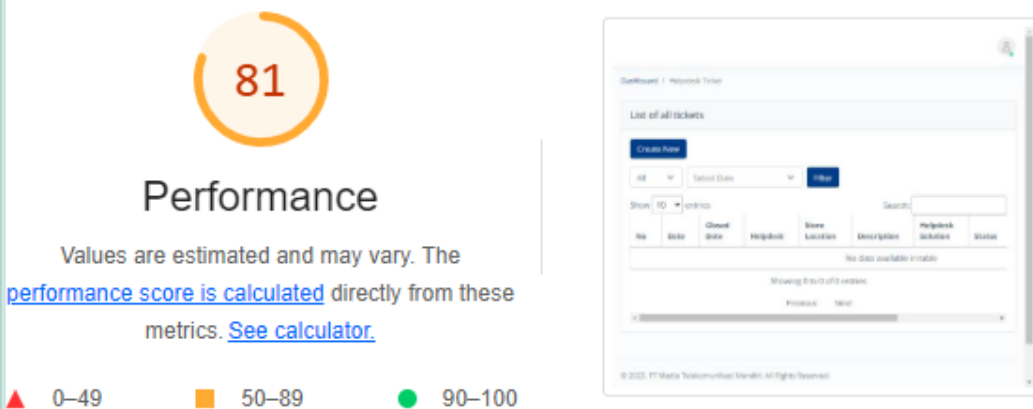 81
Performance
Values are estimated and may vary. The
performance score is calculated directly from these
metrics. See calculator.
0–49
50–89
90–100
Dashboard / Helpdesk Ticket
List of all tickets
Create New
All
Select Date
Filter
Show 10 entries
Search:
No Date Closed Date Helpdesk Store Location Description Helpdesk Solution Status
No data available in table
Showing 0 to 0 of 0 entries
Previous Next
© 2023. PT Media Telekomunikasi Mandiri. All Rights Reserved.